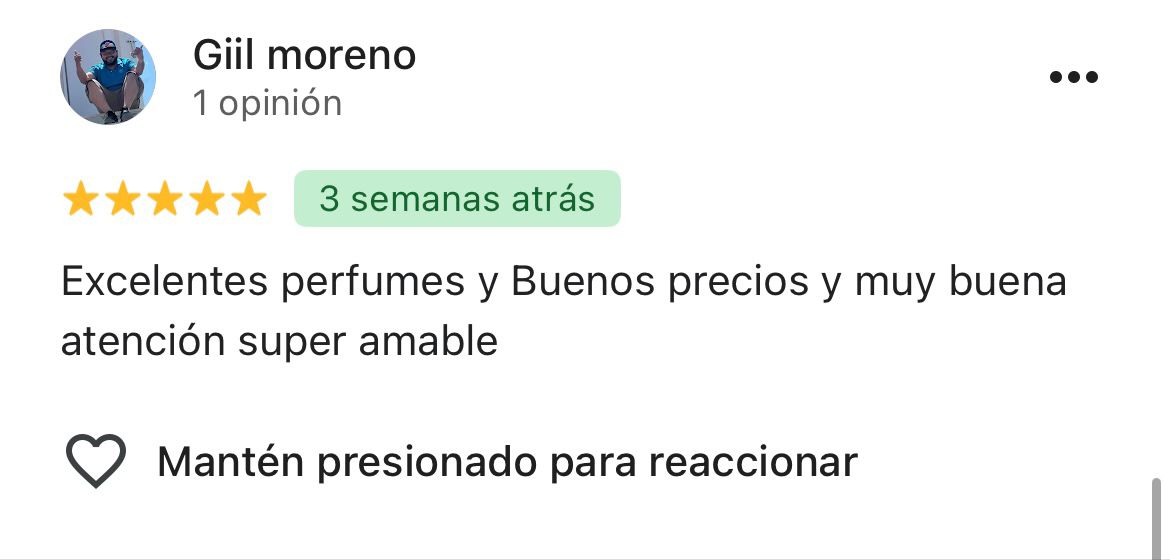 Giil moreno
1 opinión
3 semanas atrás
Excelentes perfumes y Buenos precios y muy buena
atención super amable
Mantén presionado para reaccionar